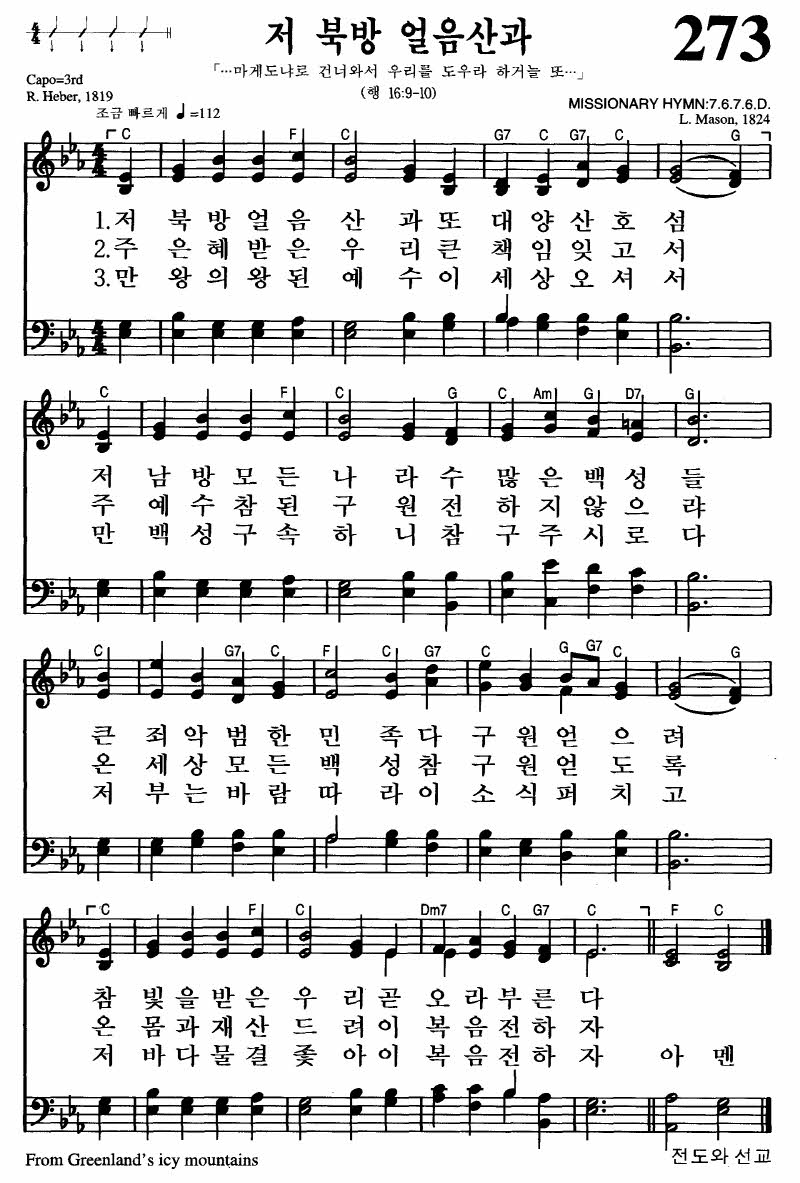 저 북방 얼음산과
273
「…마게도냐로 건너와서 우리를 도우라 하거늘 또…」
(행 16:9-10)
Capo=3rd
R. Heber, 1819
조금 빠르게 ♩=112
MISSIONARY HYMN:7.6.7.6.D.
L. Mason, 1824
C F C G7 C G
1.저 북방얼음산과또대양산호섬
2.주은혜받은우리큰책임잊고서
3.만왕의왕된예수이세상오셔서
C F C G C Am G D7 G
저남방모든나라수많은백성들
주예수참된구원전하지않으랴
만백성구속하니참구주시로다
C G7 C F C G7 C G G7 C G
큰죄악범한민족다구원얻으려
온세상모든백성참구원얻도록
저부는바람따라이소식퍼치고
C F C Dm7 C G7 C F C
참빛을받은우리곧오라부른다
온몸과재산드려이복음전하자
저바다물결좇아이복음전하자 아멘
From Greenland's icy mountains
전도와 선교